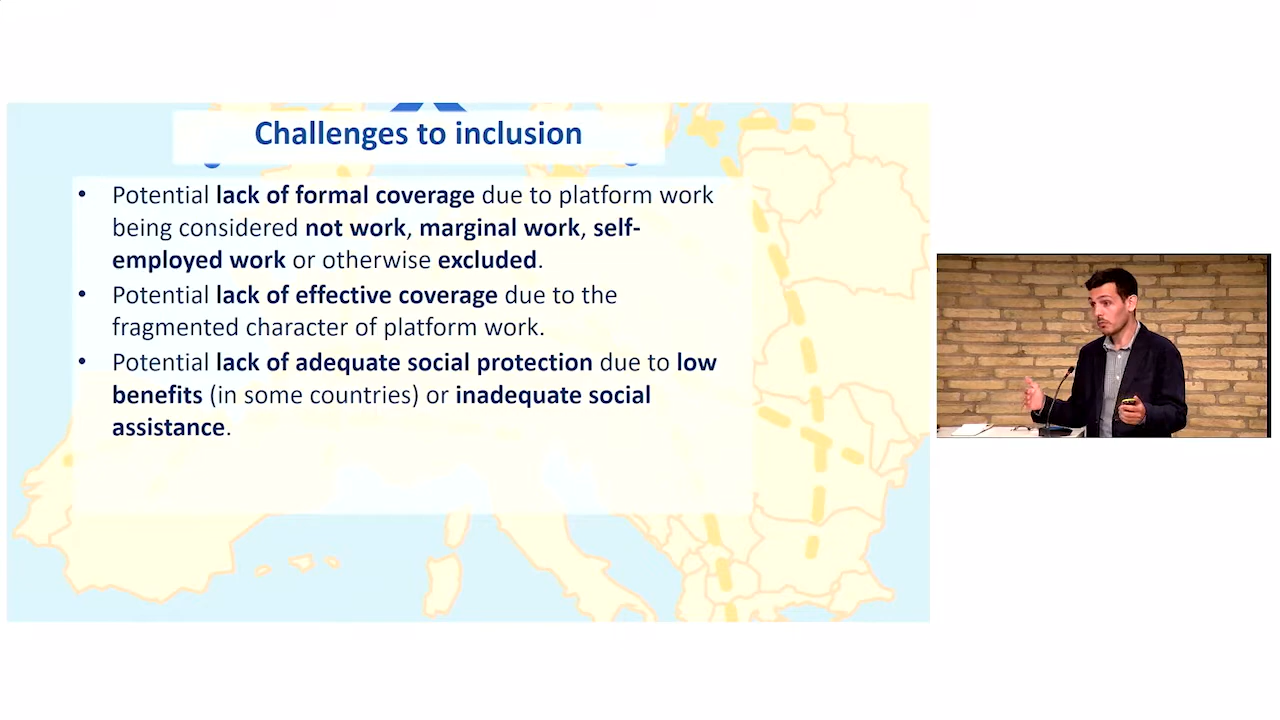 Challenges to inclusion
• Potential lack of formal coverage due to platform work
being considered not work, marginal work, self-
employed work or otherwise excluded.
• Potential lack of effective coverage due to the
fragmented character of platform work.
• Potential lack of adequate social protection due to low
benefits (in some countries) or inadequate social
assistance.